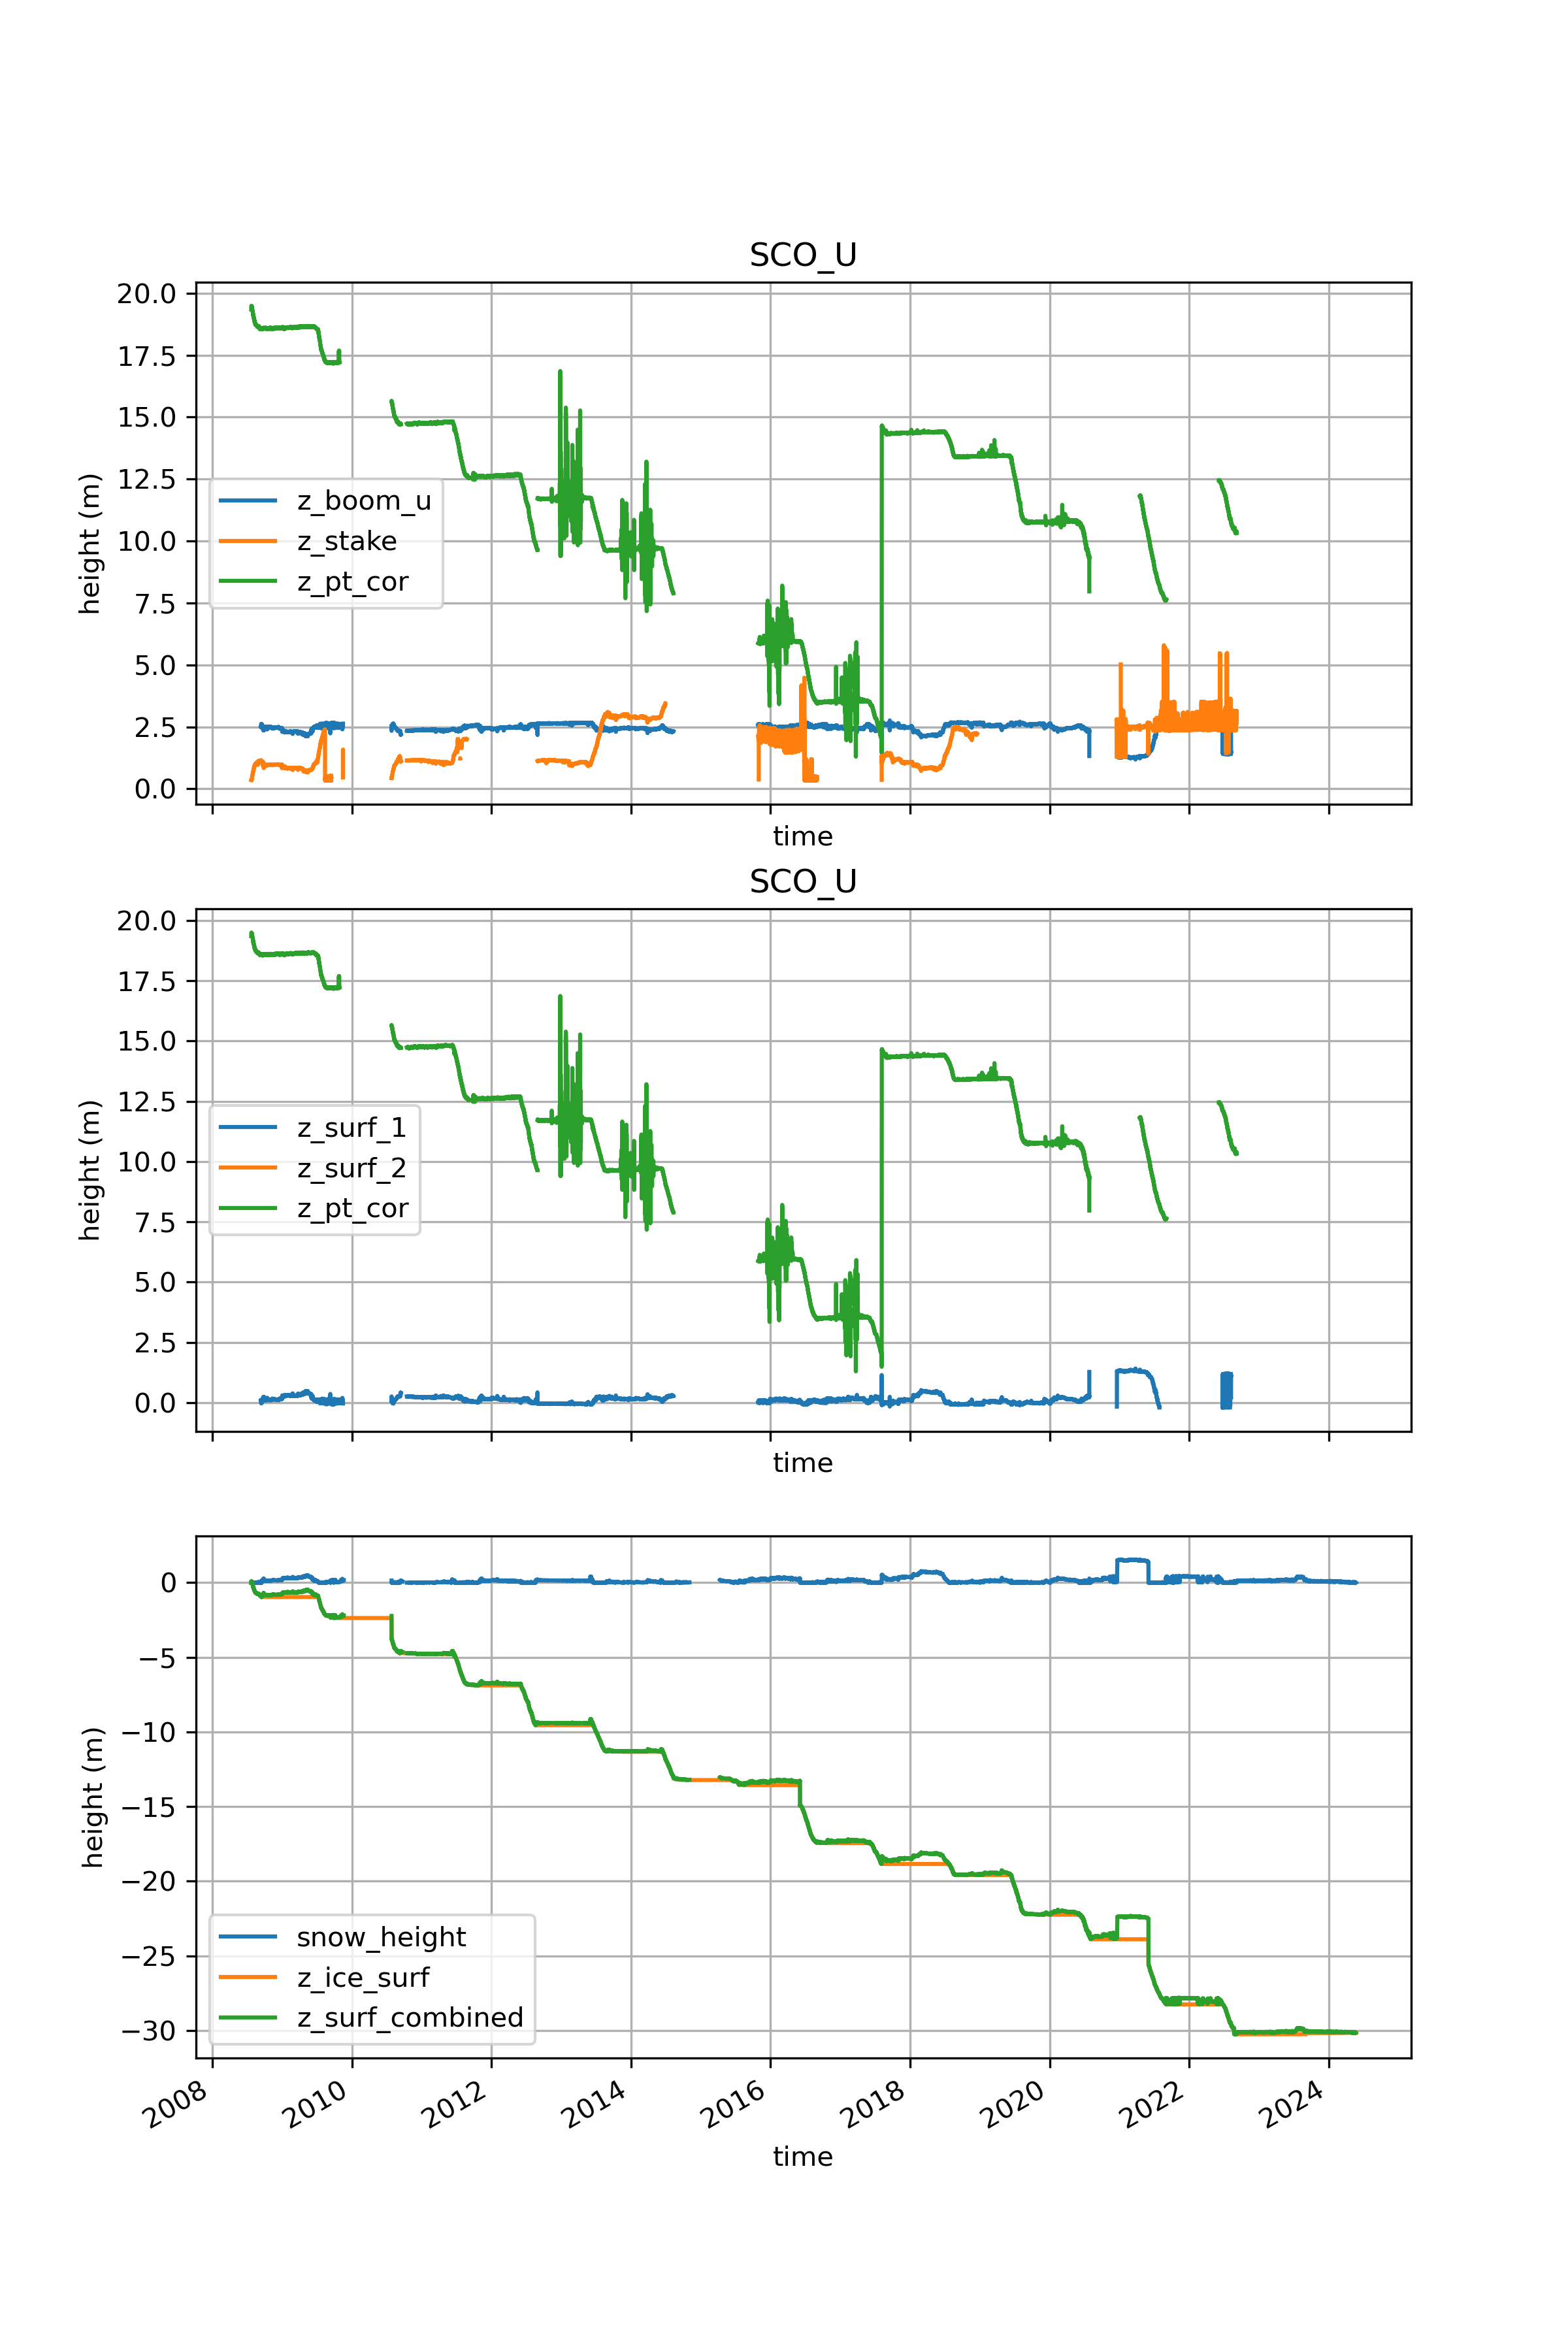 SCO_U
20.0
17.5
15.0
12.5
10.0
7.5
5.0
2.5
0.0
height (m)
z_boom_u
z_stake
z_pt_cor
time
SCO_U
20.0
17.5
15.0
12.5
10.0
7.5
5.0
2.5
0.0
height (m)
z_surf_1
z_surf_2
z_pt_cor
time
0
−5
−10
−15
−20
−25
−30
height (m)
snow_height
z_ice_surf
z_surf_combined
2008 2010 2012 2014 2016 2018 2020 2022 2024
time